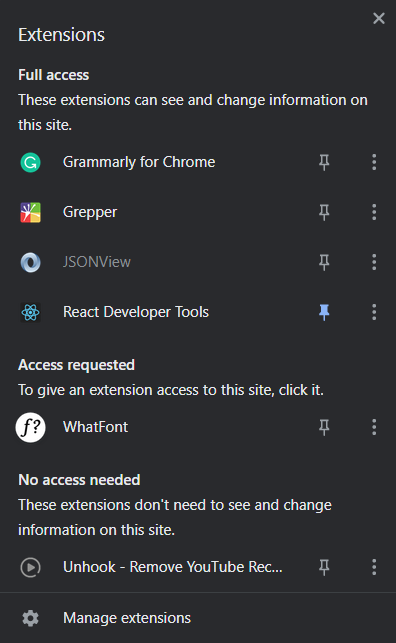 Extensions
Full access
These extensions can see and change information on
this site.
Grammarly for Chrome
Grepper
JSONView
React Developer Tools
Access requested
To give an extension access to this site, click it.
f?
WhatFont
No access needed
These extensions don't need to see and change
information on this site.
Unhook - Remove YouTube Rec...
Manage extensions